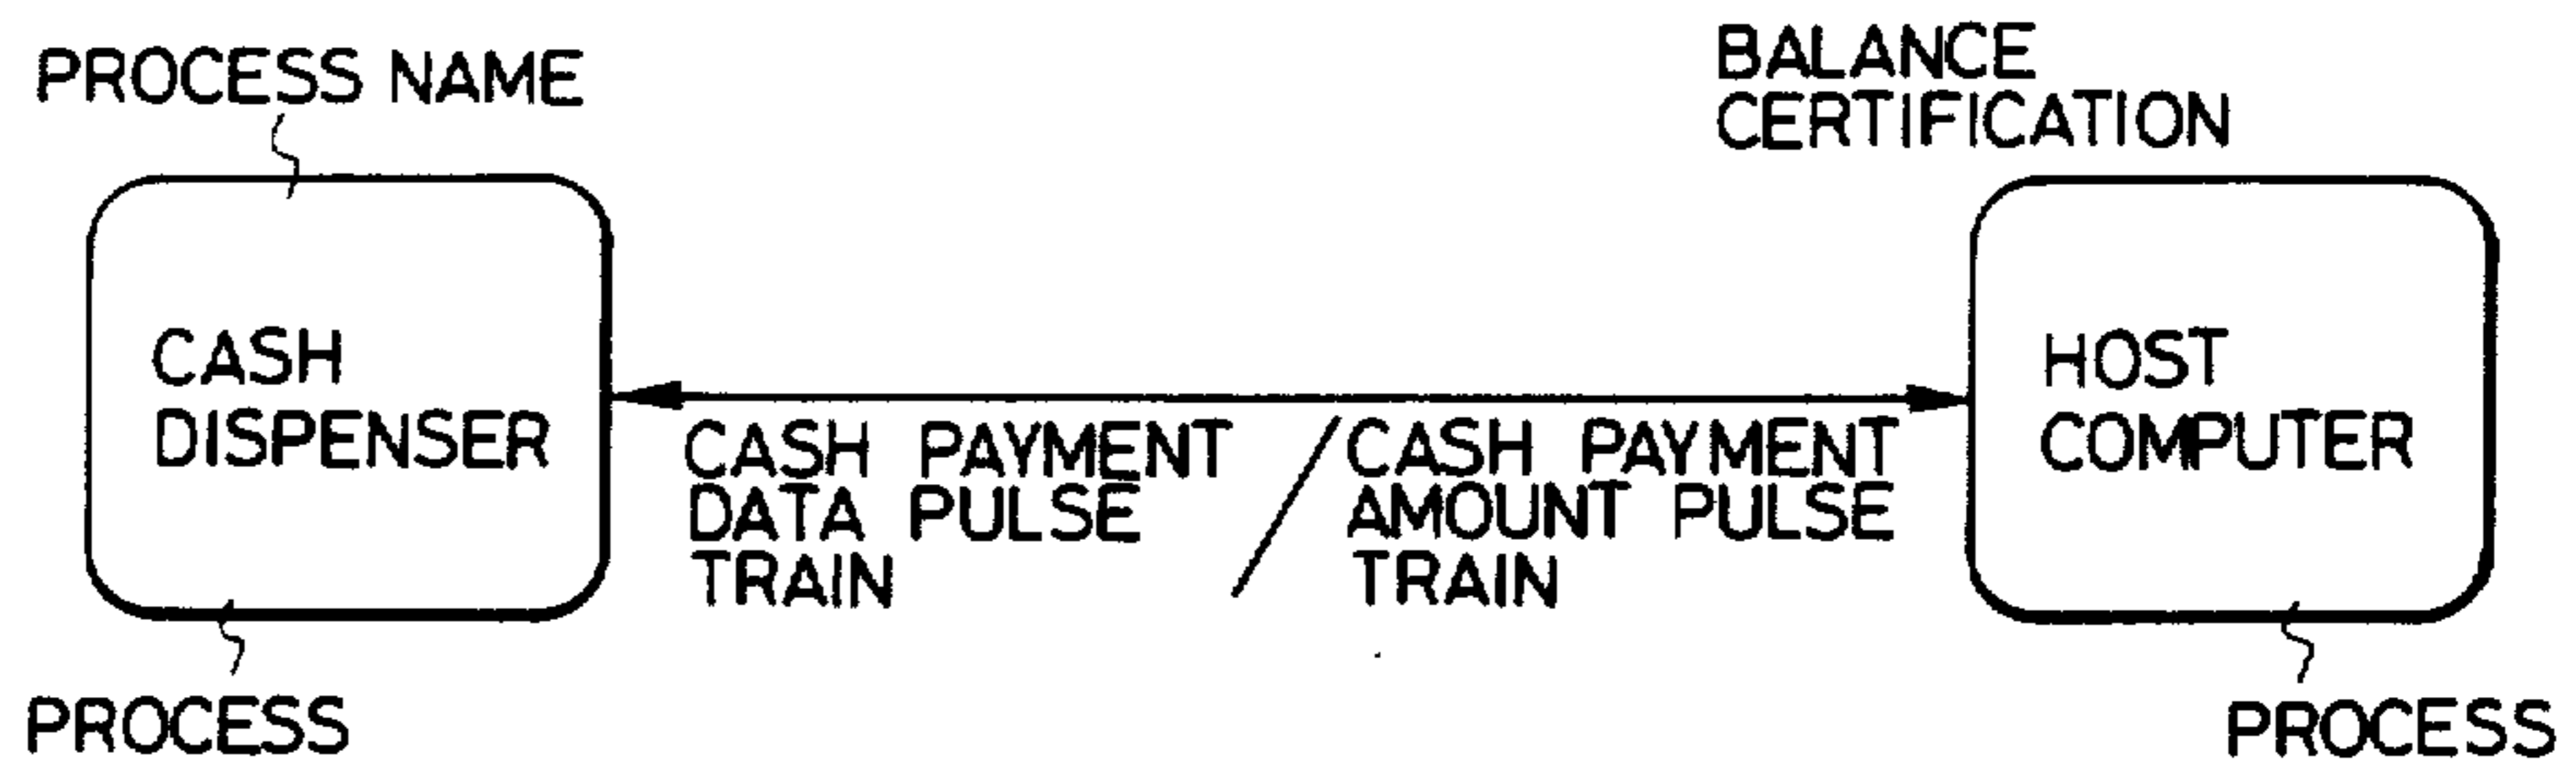 PROCESS NAME
BALANCE
CERTIFICATION
CASH
DISPENSER
CASH PAYMENT
DATA PULSE
TRAIN
/
CASH PAYMENT
AMOUNT PULSE
TRAIN
HOST
COMPUTER
PROCESS
PROCESS